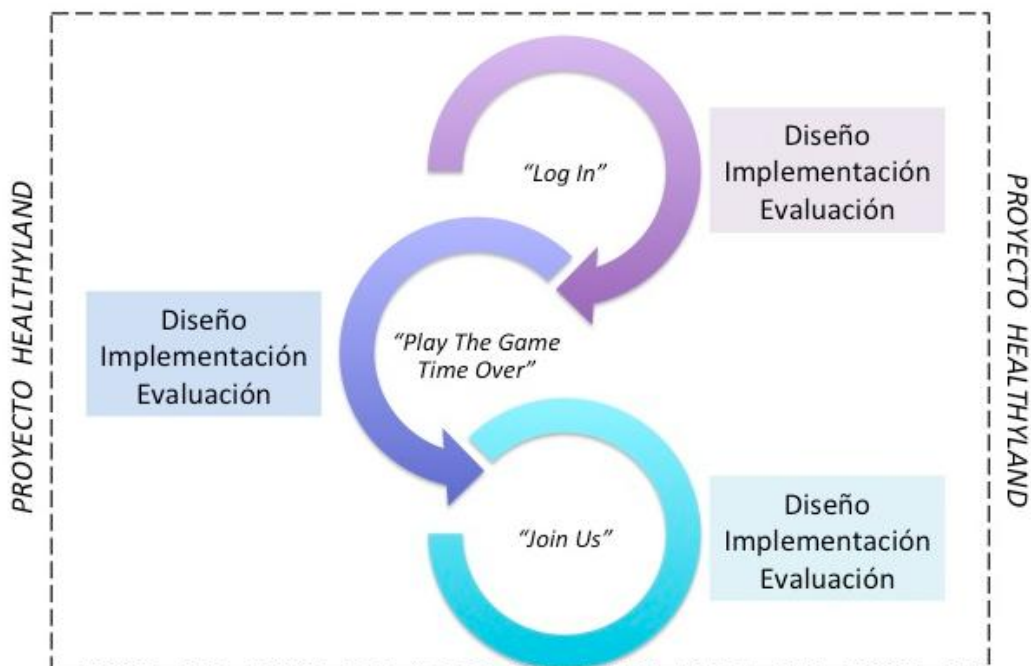 PROYECTO HEALTHYLAND
“Log In”
Diseño
Implementación
Evaluación
Diseño
Implementación
Evaluación
“Play The Game
Time Over”
“Join Us”
Diseño
Implementación
Evaluación
PROYECTO HEALTHYLAND